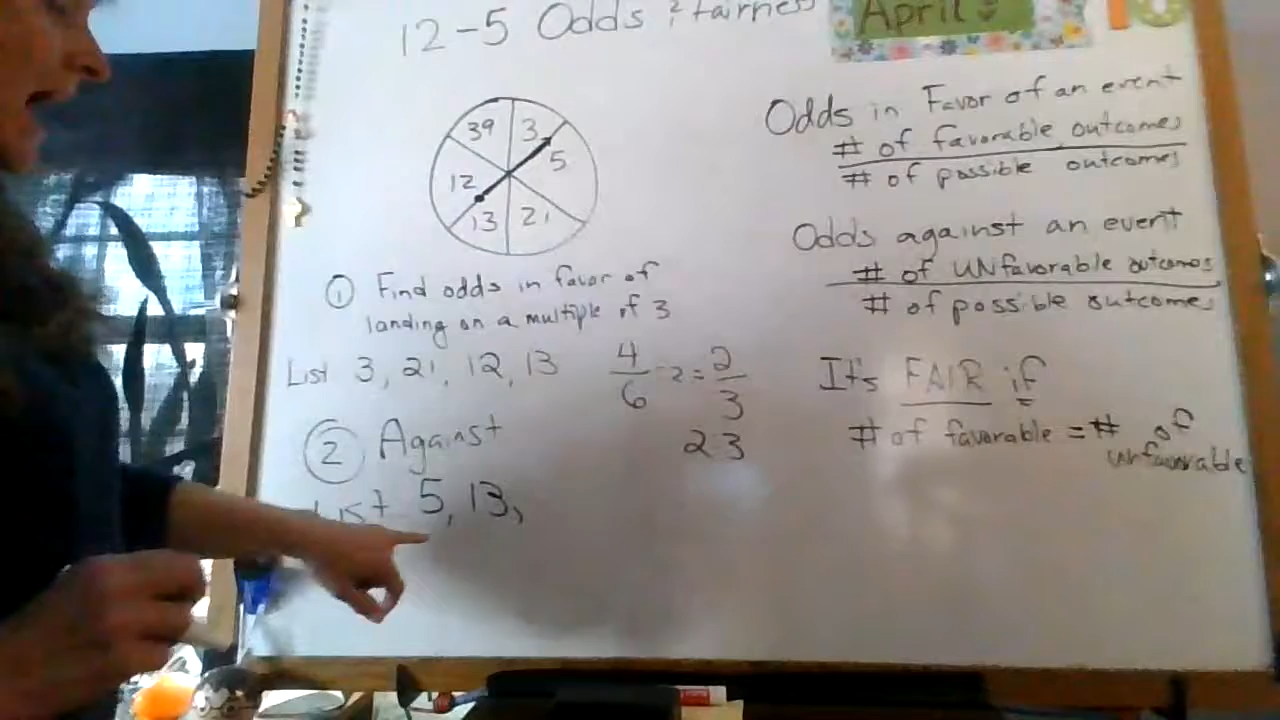 12-5 Odds & fairness
April
39
3
5
12
13
21
① Find odds in favor of
landing on a multiple of 3
List 3, 21, 12, 13
4/6 ÷2 = 2/3
2:3
② Against
List 5, 13,
Odds in Favor of an event
# of favorable outcomes
# of possible outcomes
Odds against an event
# of UNfavorable outcomes
# of possible outcomes
It's FAIR if
# of favorable = # of
unfavorable